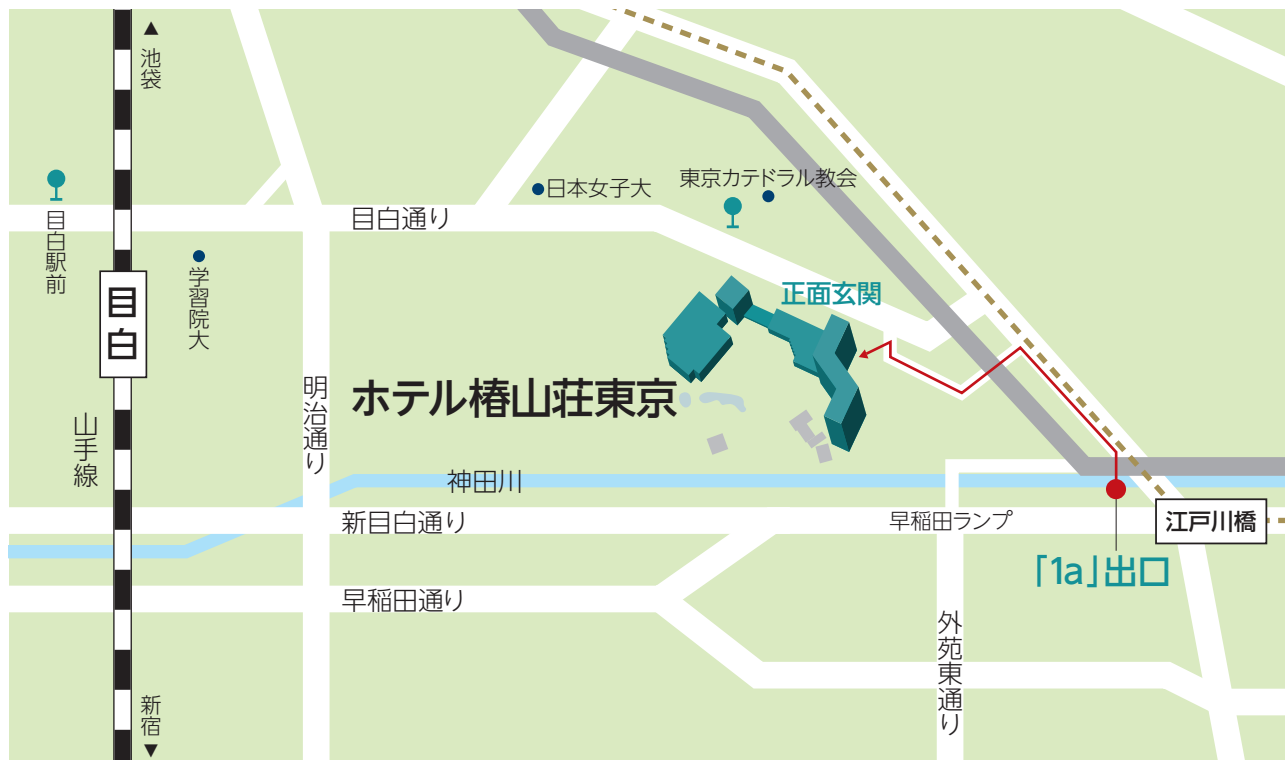 ▲
池袋
目白駅前
目白
学習院大
山手線
新宿
▼
目白通り
日本女子大
東京カテドラル教会
正面玄関
ホテル椿山荘東京
明治通り
神田川
新目白通り
早稲田ランプ
江戸川橋
「1a」出口
早稲田通り
外苑東通り